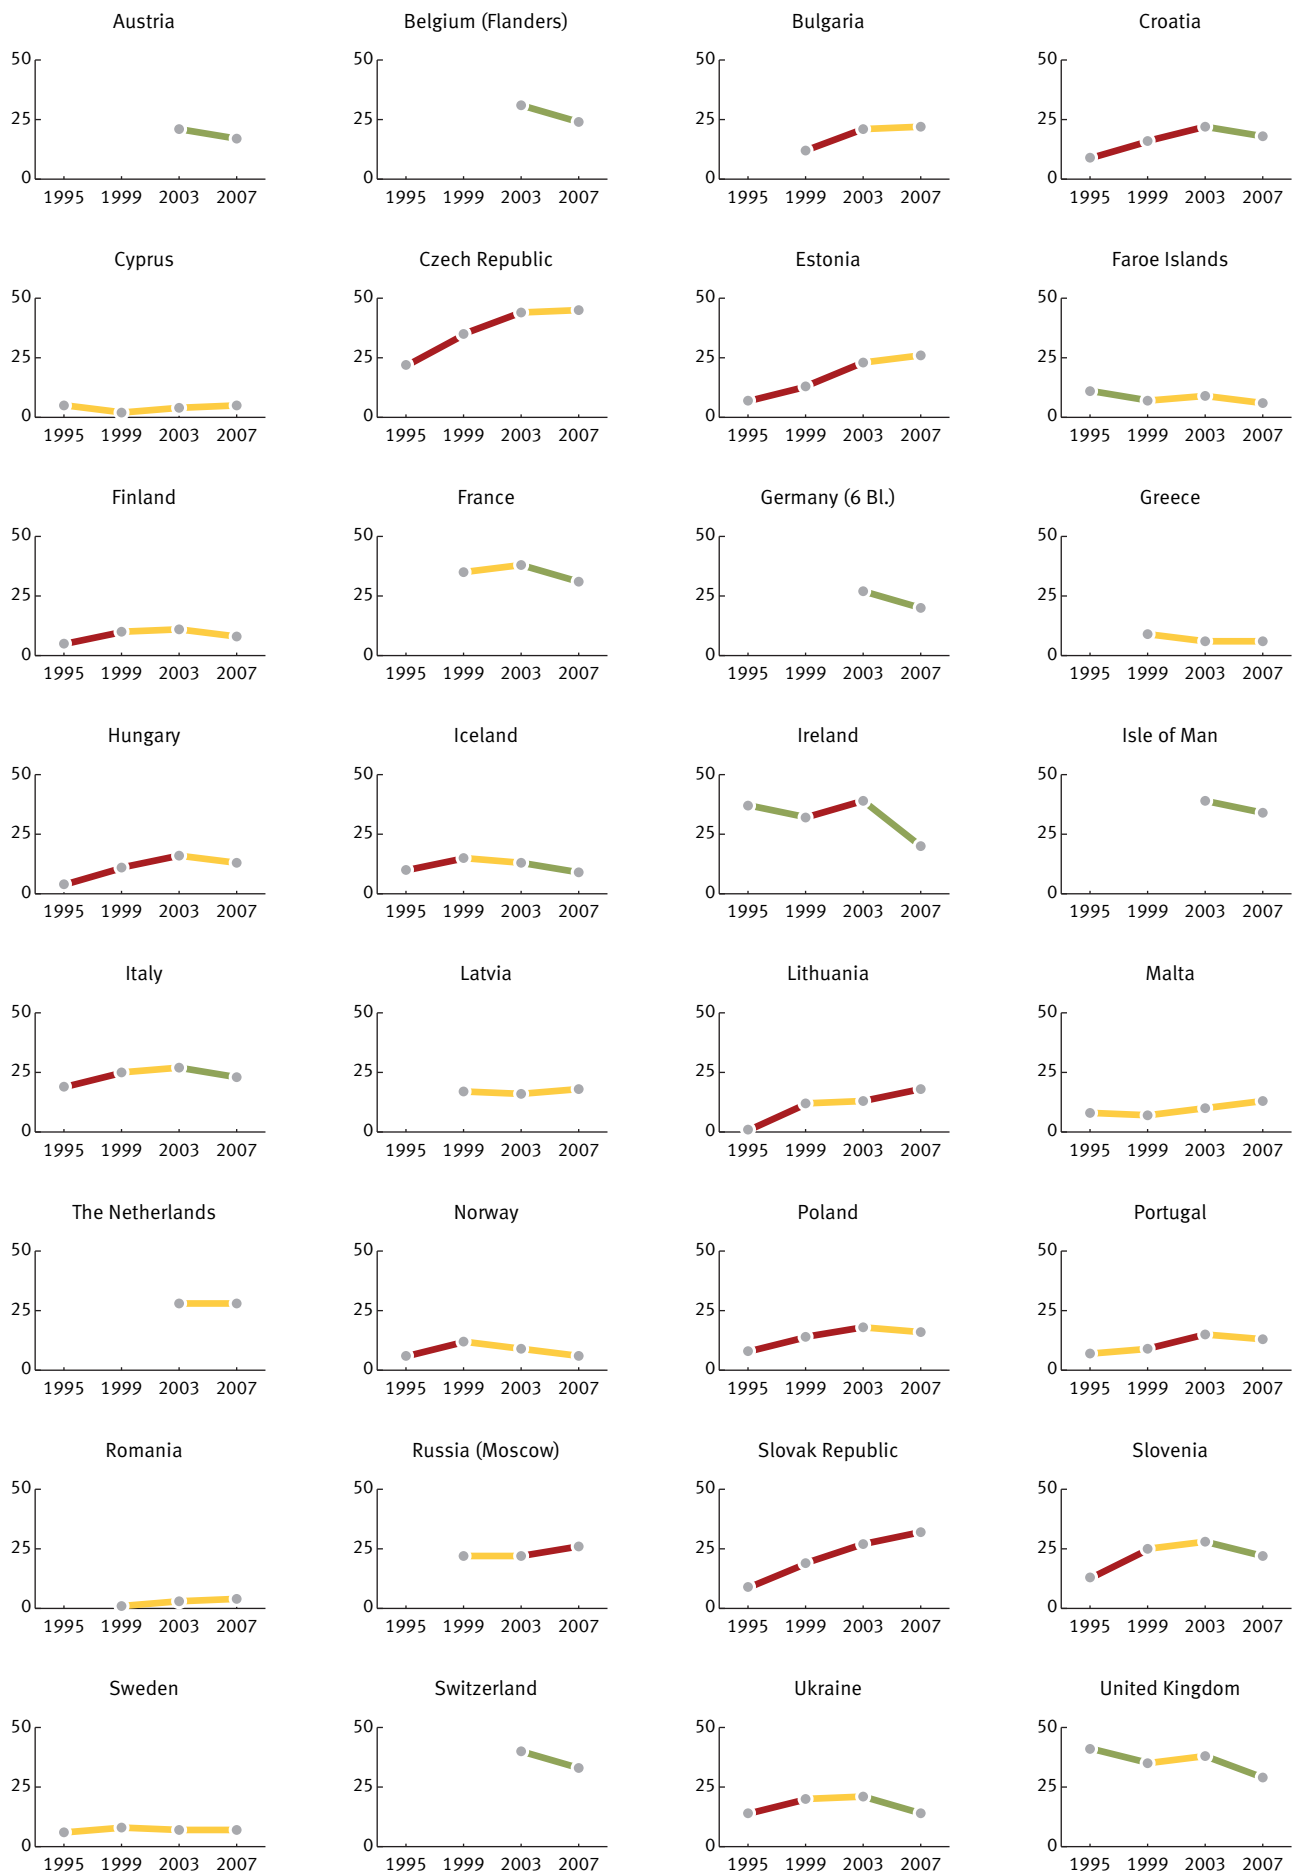 Austria Belgium (Flanders) Bulgaria Croatia
50 50 50 50
25 25 25 25
0 0 0 0
1995 1999 2003 2007 1995 1999 2003 2007 1995 1999 2003 2007 1995 1999 2003 2007
Cyprus Czech Republic Estonia Faroe Islands
50 50 50 50
25 25 25 25
0 0 0 0
1995 1999 2003 2007 1995 1999 2003 2007 1995 1999 2003 2007 1995 1999 2003 2007
Finland France Germany (6 Bl.) Greece
50 50 50 50
25 25 25 25
0 0 0 0
1995 1999 2003 2007 1995 1999 2003 2007 1995 1999 2003 2007 1995 1999 2003 2007
Hungary Iceland Ireland Isle of Man
50 50 50 50
25 25 25 25
0 0 0 0
1995 1999 2003 2007 1995 1999 2003 2007 1995 1999 2003 2007 1995 1999 2003 2007
Italy Latvia Lithuania Malta
50 50 50 50
25 25 25 25
0 0 0 0
1995 1999 2003 2007 1995 1999 2003 2007 1995 1999 2003 2007 1995 1999 2003 2007
The Netherlands Norway Poland Portugal
50 50 50 50
25 25 25 25
0 0 0 0
1995 1999 2003 2007 1995 1999 2003 2007 1995 1999 2003 2007 1995 1999 2003 2007
Romania Russia (Moscow) Slovak Republic Slovenia
50 50 50 50
25 25 25 25
0 0 0 0
1995 1999 2003 2007 1995 1999 2003 2007 1995 1999 2003 2007 1995 1999 2003 2007
Sweden Switzerland Ukraine United Kingdom
50 50 50 50
25 25 25 25
0 0 0 0
1995 1999 2003 2007 1995 1999 2003 2007 1995 1999 2003 2007 1995 1999 2003 2007